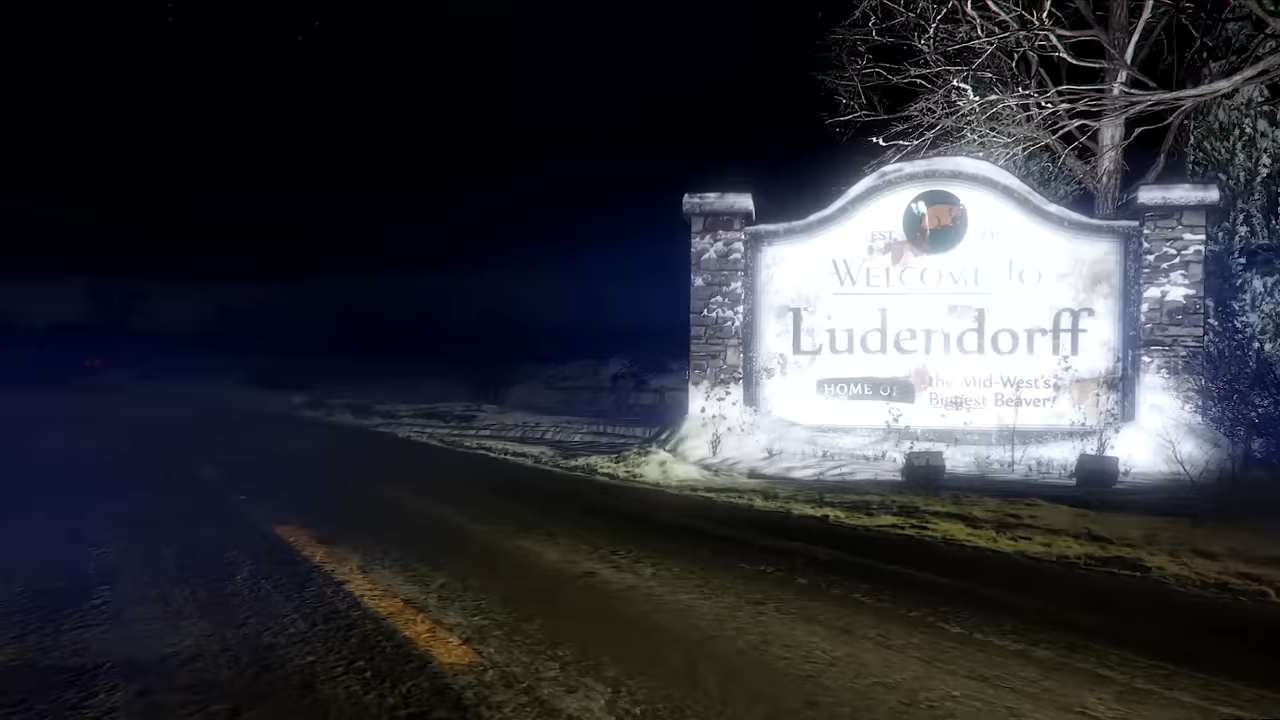 EST.
WELCOME TO
Ludendorff
HOME OF
the Mid-West's
Biggest Beaver!